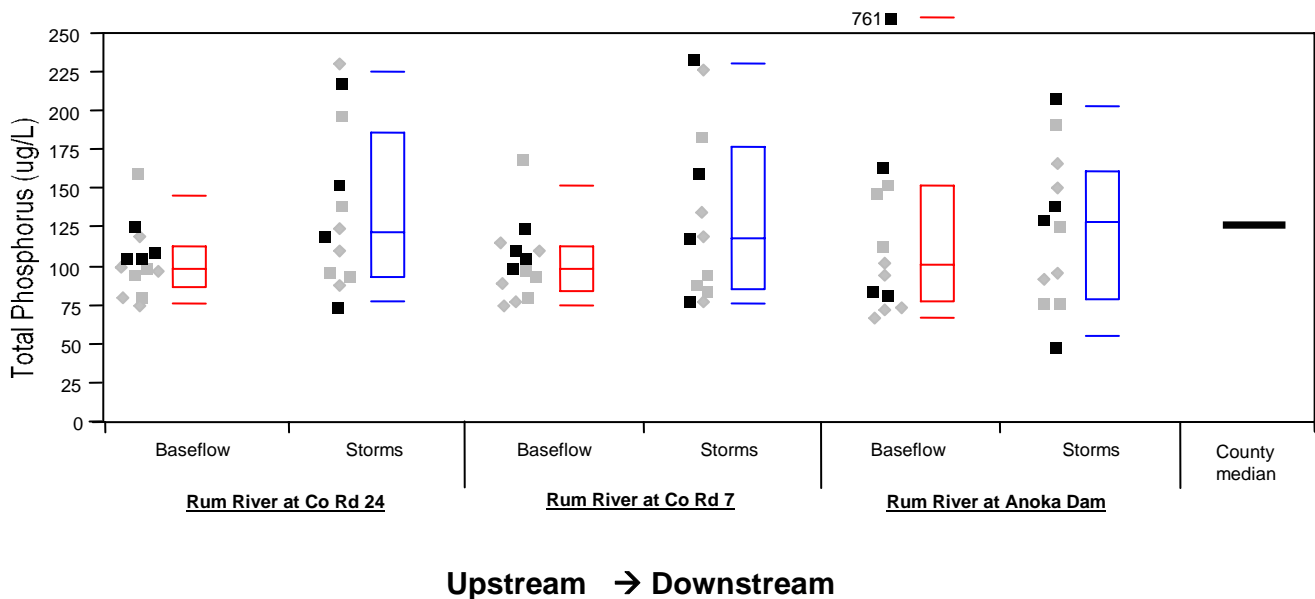 761
250
225
200
175
150
125
100
75
50
25
0
Total Phosphorus (ug/L)
Baseflow Storms Baseflow Storms Baseflow Storms County
median
Rum River at Co Rd 24 Rum River at Co Rd 7 Rum River at Anoka Dam
Upstream → Downstream